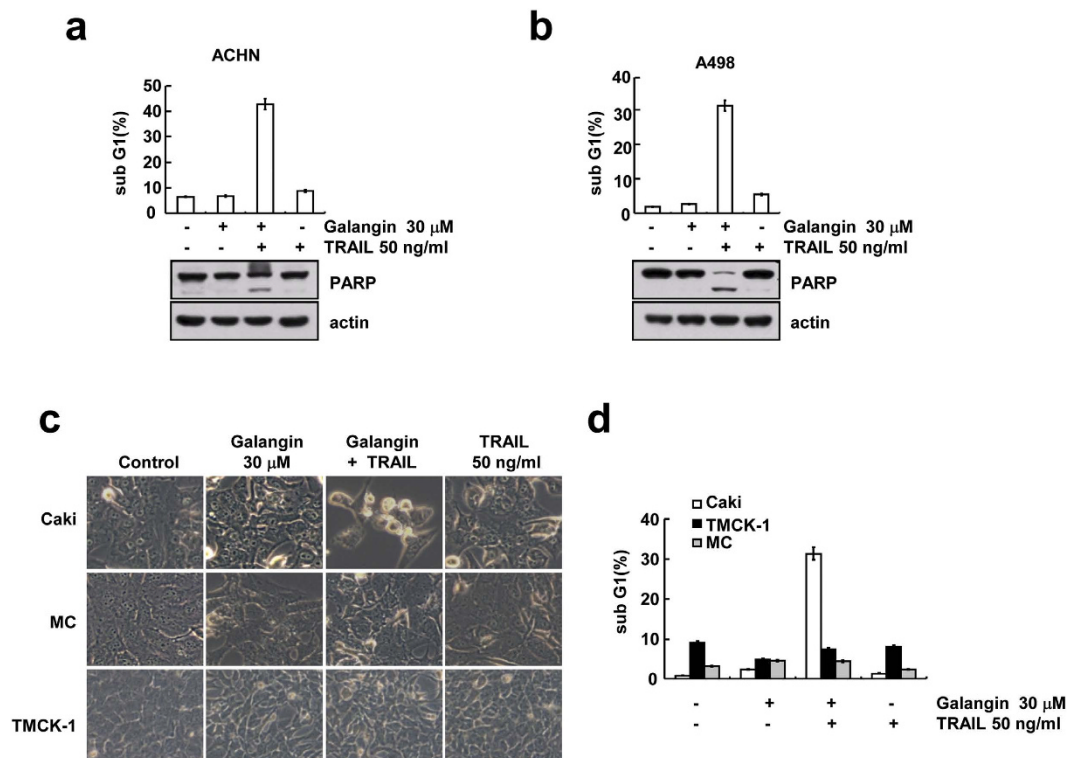 a
ACHN
50
40
30
20
10
0
sub G1(%)
- + + - Galangin 30 μM
- - + + TRAIL 50 ng/ml
PARP
actin
b
A498
40
30
20
10
0
sub G1(%)
- + + - Galangin 30 μM
- - + + TRAIL 50 ng/ml
PARP
actin
c
Control
Galangin
30 μM
Galangin
+ TRAIL
TRAIL
50 ng/ml
Caki
MC
TMCK-1
d
Caki
TMCK-1
MC
40
30
20
10
0
sub G1(%)
- + + - Galangin 30 μM
- - + + TRAIL 50 ng/ml